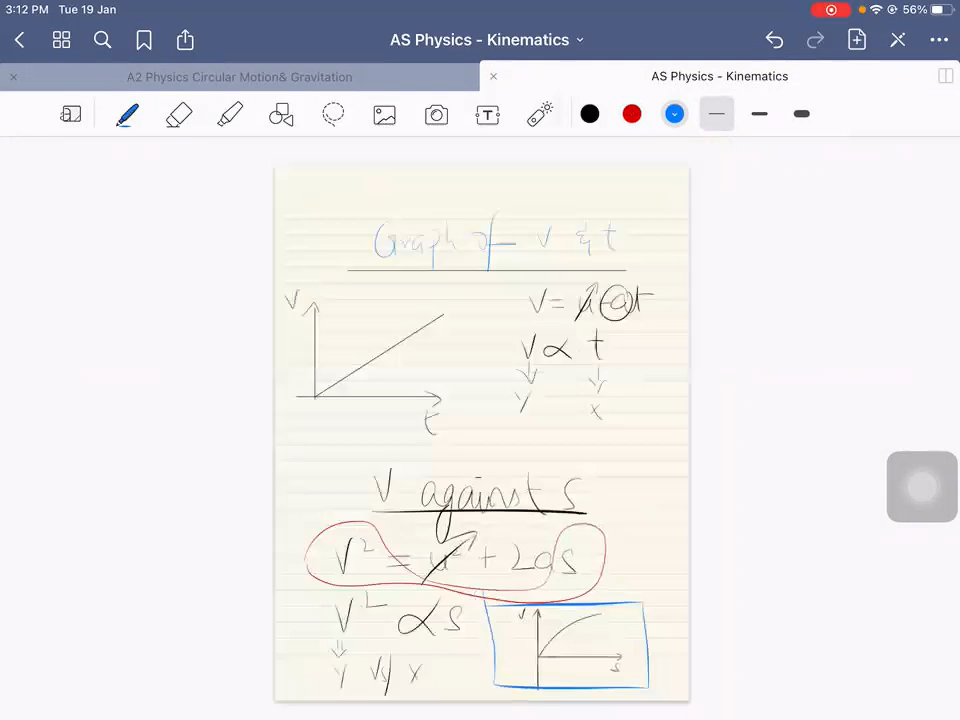 3:12 PM Tue 19 Jan 56%
AS Physics - Kinematics
A2 Physics Circular Motion& Gravitation
AS Physics - Kinematics
T
Graph of V & t
V
V = u + at
V ∝ t
y x
t
V against S
V² = u² + 2aS
V² ∝ S
y vs x
V
S